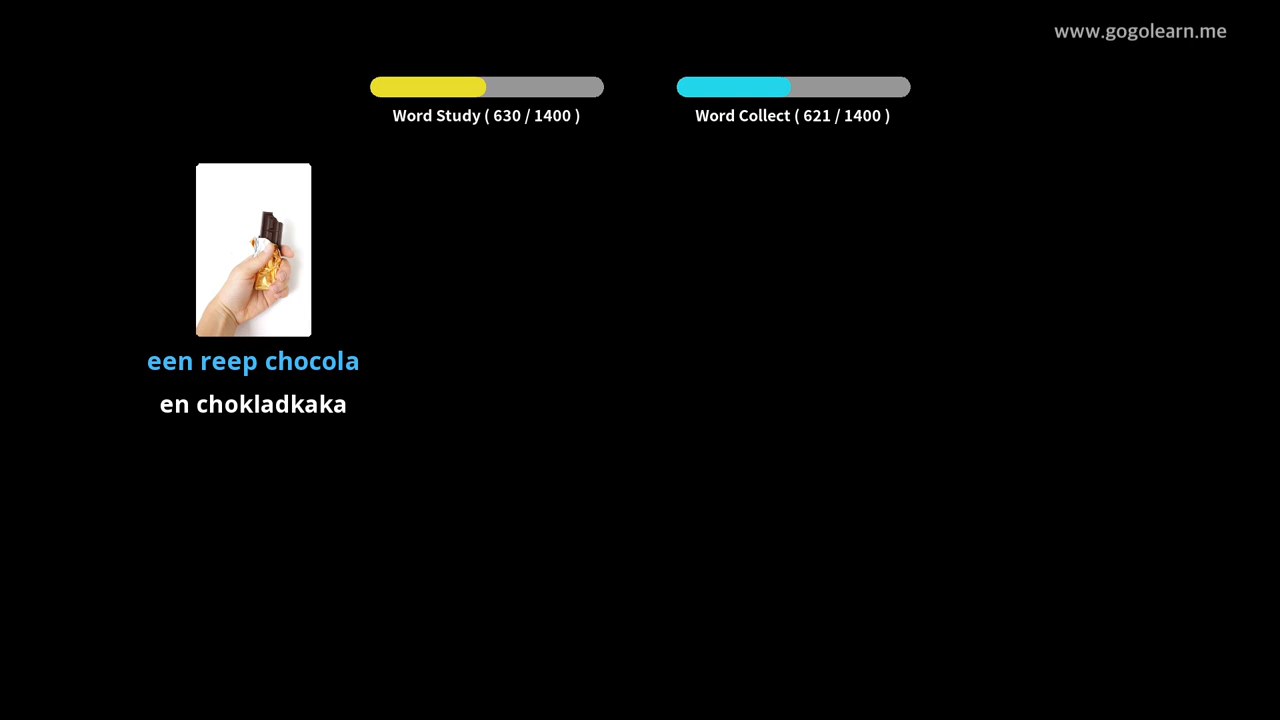 www.gogolearn.me
Word Study ( 630 / 1400 )
Word Collect ( 621 / 1400 )
een reep chocola
en chokladkaka